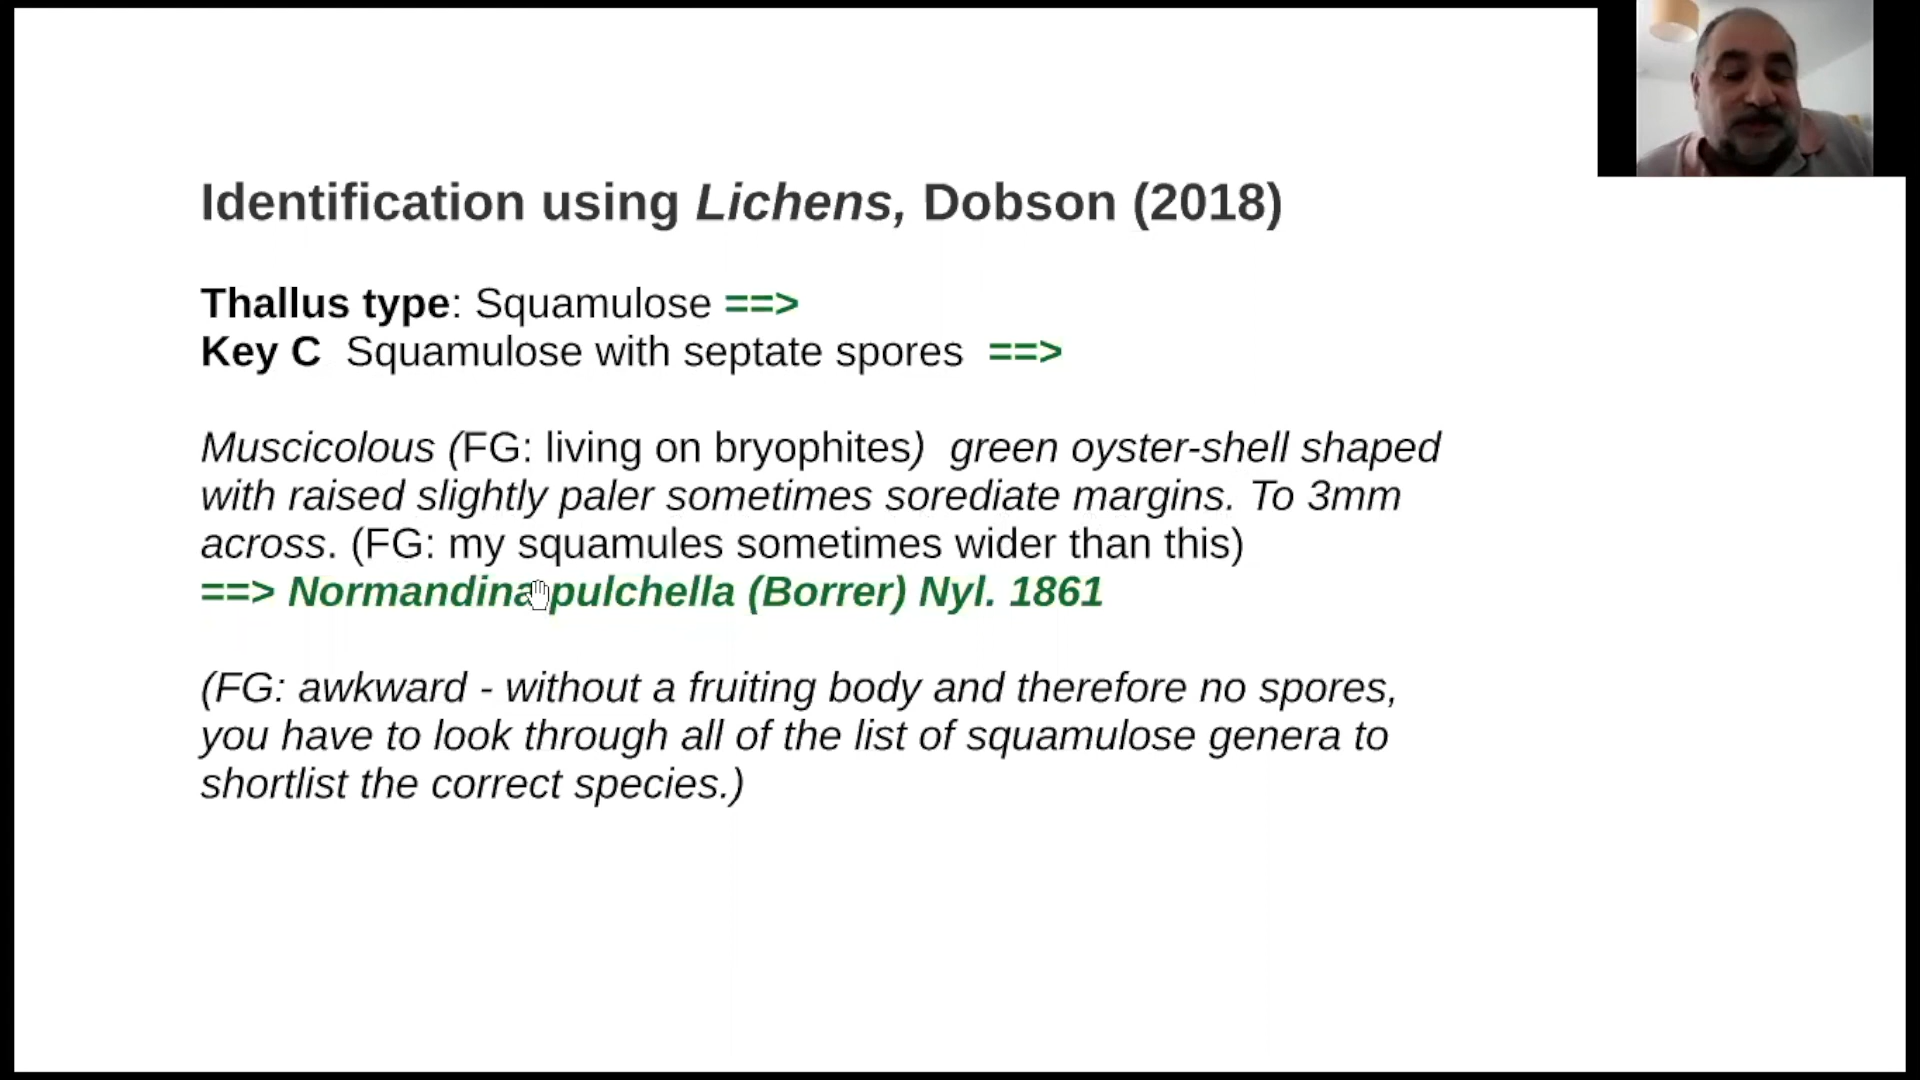 Identification using Lichens, Dobson (2018)
Thallus type: Squamulose ==>
Key C  Squamulose with septate spores  ==>
Muscicolous (FG: living on bryophites)  green oyster-shell shaped
with raised slightly paler sometimes sorediate margins. To 3mm
across. (FG: my squamules sometimes wider than this)
==> Normandina pulchella (Borrer) Nyl. 1861
(FG: awkward - without a fruiting body and therefore no spores,
you have to look through all of the list of squamulose genera to
shortlist the correct species.)